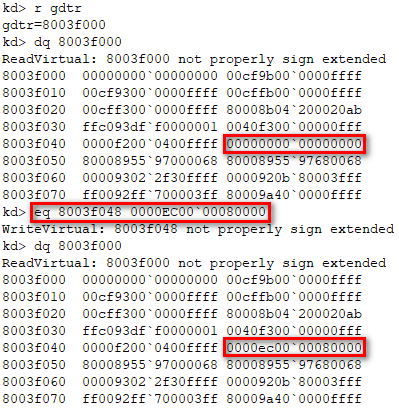 kd> r gdtr
gdtr=8003f000
kd> dq 8003f000
ReadVirtual: 8003f000 not properly sign extended
8003f000  00000000`00000000 00cf9b00`0000ffff
8003f010  00cf9300`0000ffff 00cffb00`0000ffff
8003f020  00cff300`0000ffff 80008b04`200020ab
8003f030  ffc093df`f0000001 0040f300`00000fff
8003f040  0000f200`0400ffff 00000000`00000000
8003f050  80008955`97000068 80008955`97680068
8003f060  00009302`2f30ffff 0000920b`80003fff
8003f070  ff0092ff`700003ff 80009a40`0000ffff
kd> eq 8003f048 0000EC00`00080000
WriteVirtual: 8003f048 not properly sign extended
kd> dq 8003f000
ReadVirtual: 8003f000 not properly sign extended
8003f000  00000000`00000000 00cf9b00`0000ffff
8003f010  00cf9300`0000ffff 00cffb00`0000ffff
8003f020  00cff300`0000ffff 80008b04`200020ab
8003f030  ffc093df`f0000001 0040f300`00000fff
8003f040  0000f200`0400ffff 0000ec00`00080000
8003f050  80008955`97000068 80008955`97680068
8003f060  00009302`2f30ffff 0000920b`80003fff
8003f070  ff0092ff`700003ff 80009a40`0000ffff